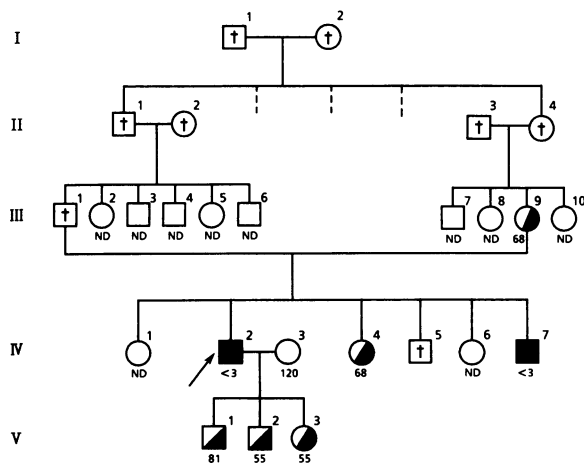 I 1 2
† †
II 1 2 3 4
† † † †
III 1 2 3 4 5 6 7 8 9 10
†
ND ND ND ND ND ND ND 68 ND
IV 1 2 3 4 5 6 7
†
ND <3 120 68 ND <3
V 1 2 3
81 55 55